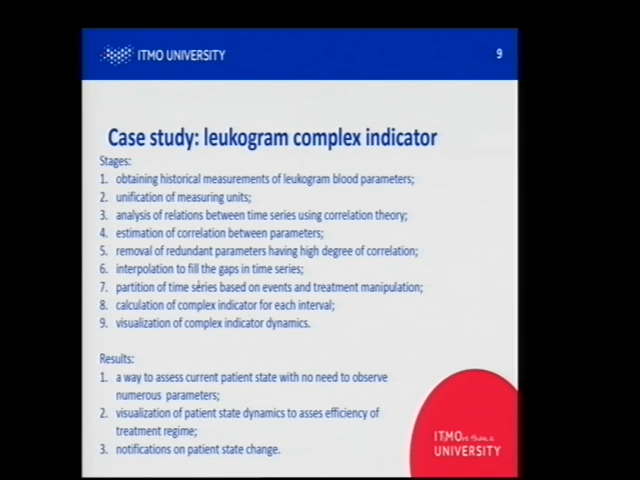 ITMO UNIVERSITY
9
Case study: leukogram complex indicator
Stages:
1. obtaining historical measurements of leukogram blood parameters;
2. unification of measuring units;
3. analysis of relations between time series using correlation theory;
4. estimation of correlation between parameters;
5. removal of redundant parameters having high degree of correlation;
6. interpolation to fill the gaps in time series;
7. partition of time series based on events and treatment manipulation;
8. calculation of complex indicator for each interval;
9. visualization of complex indicator dynamics.
Results:
1. a way to assess current patient state with no need to observe
numerous parameters;
2. visualization of patient state dynamics to asses efficiency of
treatment regime;
3. notifications on patient state change.
ITMOre than a
UNIVERSITY